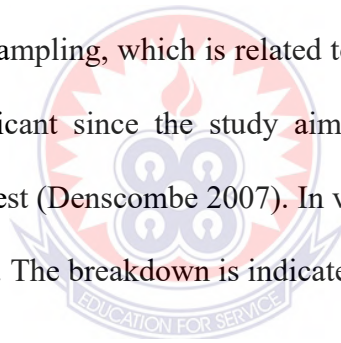 ampling, which is related t
icant since the study aim
est (Denscombe 2007). In v
. The breakdown is indicate
EDUCATION FOR SERVICE